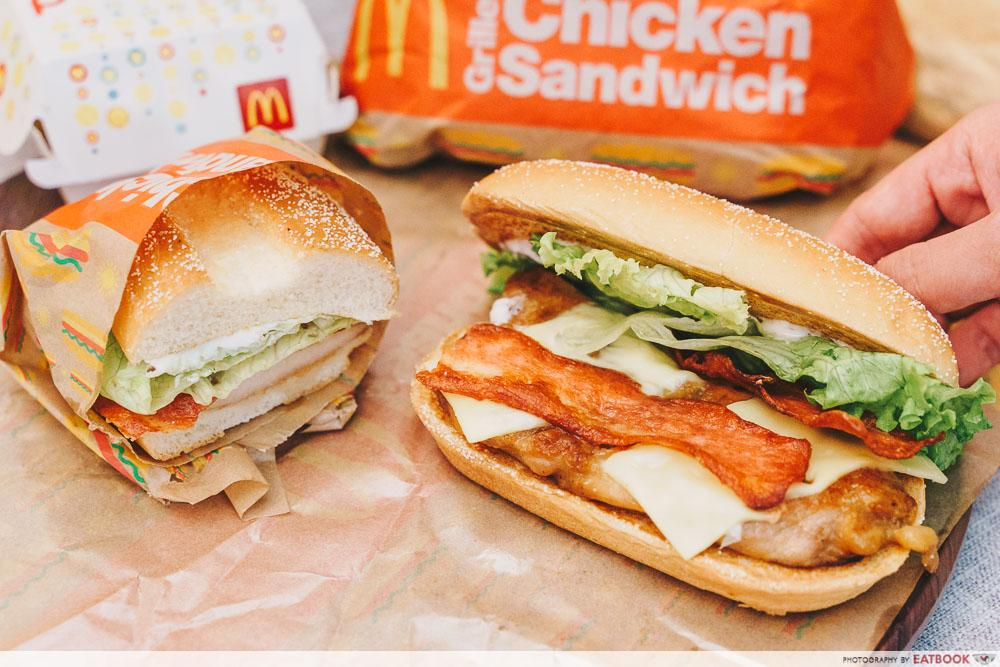 M
Grilled
Chicken
Sandwich
M
PHOTOGRAPHY BY EATBOOK